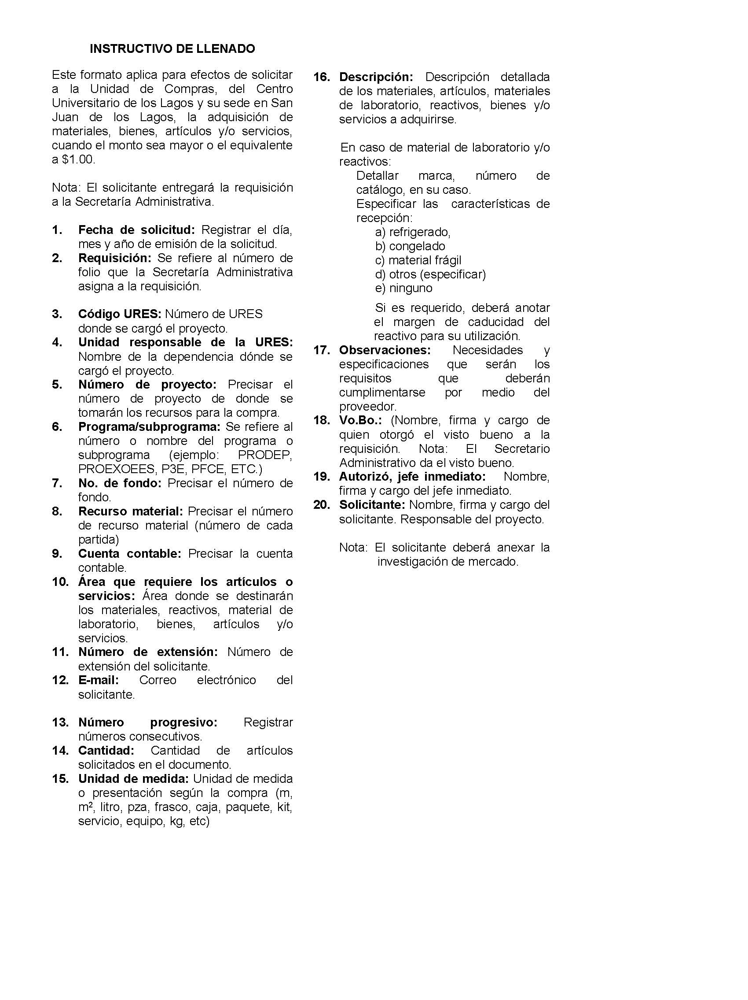 INSTRUCTIVO DE LLENADO
Este formato aplica para efectos de solicitar
a la Unidad de Compras, del Centro
Universitario de los Lagos y su sede en San
Juan de los Lagos, la adquisición de
materiales, bienes, artículos y/o servicios,
cuando el monto sea mayor o el equivalente
a $1.00.
Nota: El solicitante entregará la requisición
a la Secretaría Administrativa.
1. Fecha de solicitud: Registrar el día,
mes y año de emisión de la solicitud.
2. Requisición: Se refiere al número de
folio que la Secretaría Administrativa
asigna a la requisición.
3. Código URES: Número de URES
donde se cargó el proyecto.
4. Unidad responsable de la URES:
Nombre de la dependencia dónde se
cargó el proyecto.
5. Número de proyecto: Precisar el
número de proyecto de donde se
tomarán los recursos para la compra.
6. Programa/subprograma: Se refiere al
número o nombre del programa o
subprograma (ejemplo: PRODEP,
PROEXOEES, P3E, PFCE, ETC.)
7. No. de fondo: Precisar el número de
fondo.
8. Recurso material: Precisar el número
de recurso material (número de cada
partida)
9. Cuenta contable: Precisar la cuenta
contable.
10. Área que requiere los artículos o
servicios: Área donde se destinarán
los materiales, reactivos, material de
laboratorio, bienes, artículos y/o
servicios.
11. Número de extensión: Número de
extensión del solicitante.
12. E-mail: Correo electrónico del
solicitante.
13. Número progresivo: Registrar
números consecutivos.
14. Cantidad: Cantidad de artículos
solicitados en el documento.
15. Unidad de medida: Unidad de medida
o presentación según la compra (m,
m², litro, pza, frasco, caja, paquete, kit,
servicio, equipo, kg, etc)
16. Descripción: Descripción detallada
de los materiales, artículos, materiales
de laboratorio, reactivos, bienes y/o
servicios a adquirirse.
En caso de material de laboratorio y/o
reactivos:
Detallar marca, número de
catálogo, en su caso.
Especificar las características de
recepción:
a) refrigerado,
b) congelado
c) material frágil
d) otros (especificar)
e) ninguno
Si es requerido, deberá anotar
el margen de caducidad del
reactivo para su utilización.
17. Observaciones: Necesidades y
especificaciones que serán los
requisitos que deberán
cumplimentarse por medio del
proveedor.
18. Vo.Bo.: (Nombre, firma y cargo de
quien otorgó el visto bueno a la
requisición. Nota: El Secretario
Administrativo da el visto bueno.
19. Autorizó, jefe inmediato: Nombre,
firma y cargo del jefe inmediato.
20. Solicitante: Nombre, firma y cargo del
solicitante. Responsable del proyecto.
Nota: El solicitante deberá anexar la
investigación de mercado.